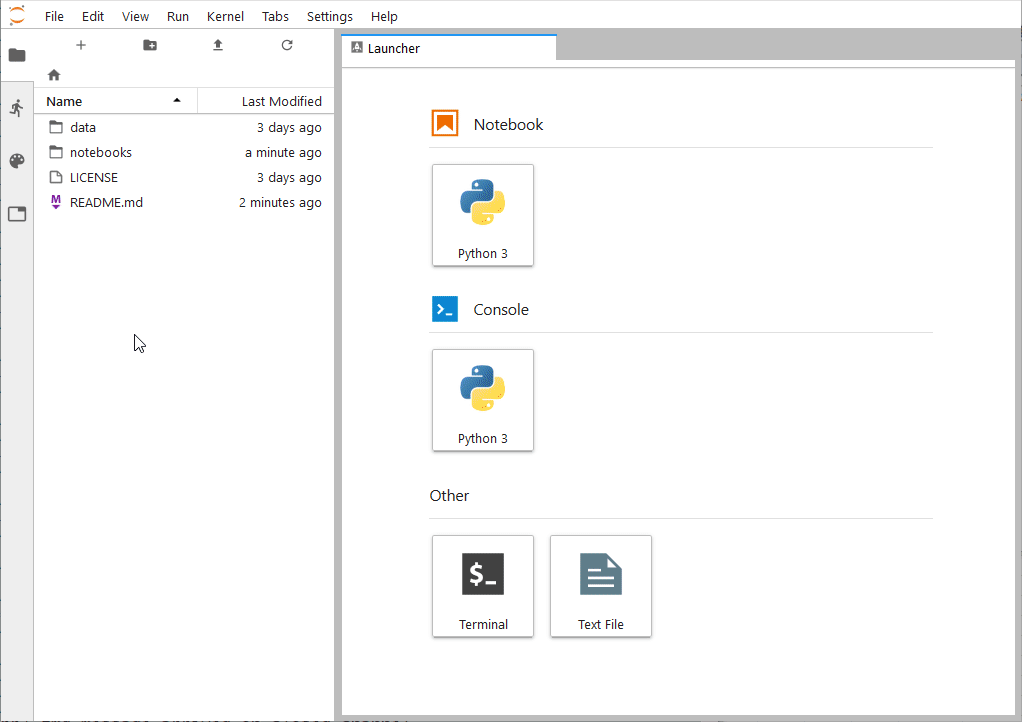 File Edit View Run Kernel Tabs Settings Help
Launcher
Name Last Modified
data 3 days ago
notebooks a minute ago
LICENSE 3 days ago
M README.md 2 minutes ago
Notebook
Python 3
Console
>_
Python 3
Other
$_
Terminal Text File